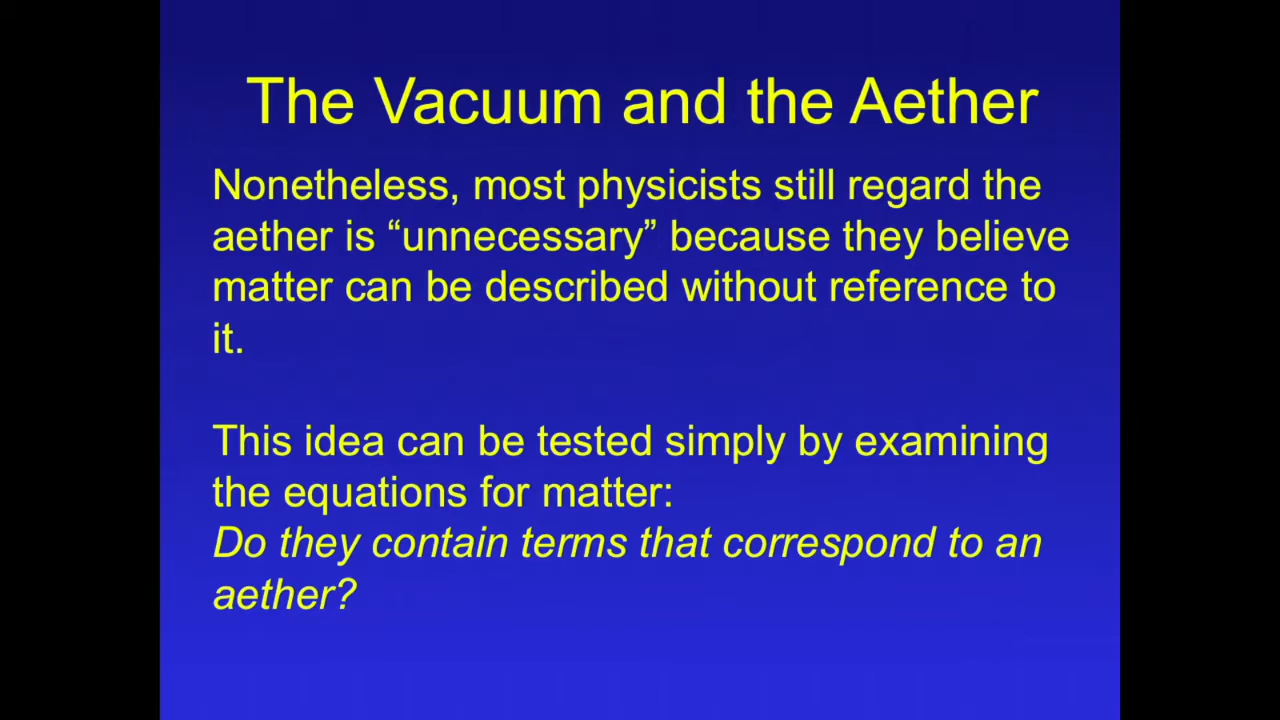 The Vacuum and the Aether
Nonetheless, most physicists still regard the
aether is “unnecessary” because they believe
matter can be described without reference to
it.
This idea can be tested simply by examining
the equations for matter:
Do they contain terms that correspond to an
aether?